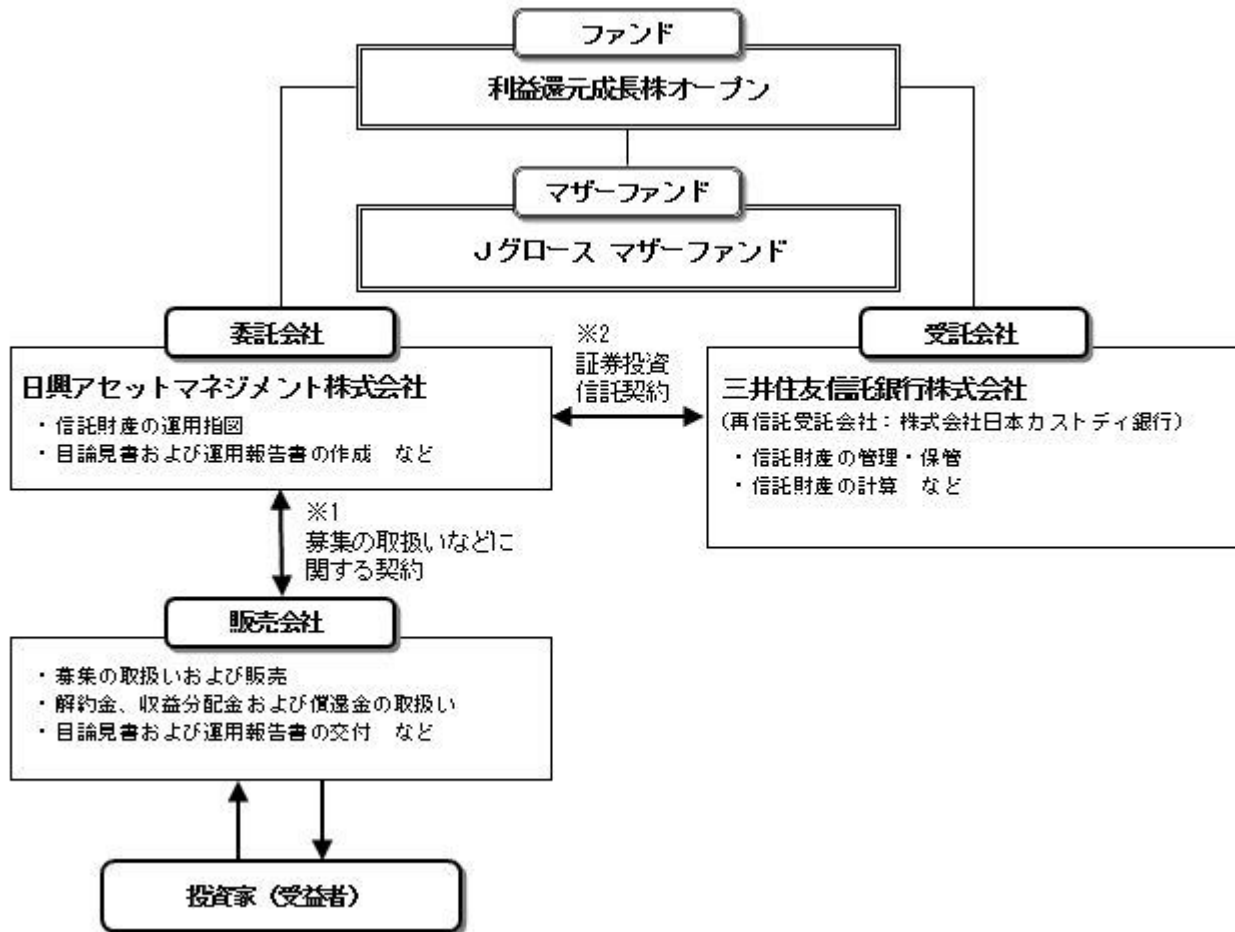 ファンド
利益還元成長株オープン
マザーファンド
Jグロース マザーファンド
委託会社
日興アセットマネジメント株式会社
・信託財産の運用指図
・目論見書および運用報告書の作成 など
※2
証券投資
信託契約
受託会社
三井住友信託銀行株式会社
(再信託受託会社:株式会社日本カストディ銀行)
・信託財産の管理・保管
・信託財産の計算 など
※1
募集の取扱いなどに
関する契約
販売会社
・募集の取扱いおよび販売
・解約金、収益分配金および償還金の取扱い
・目論見書および運用報告書の交付 など
投資家(受益者)